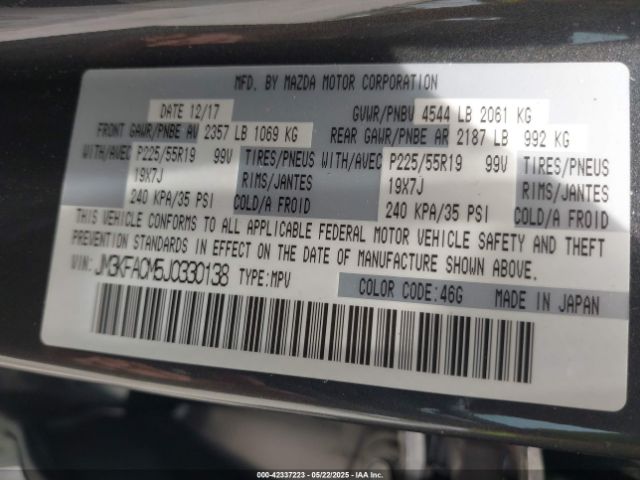 MFD. BY MAZDA MOTOR CORPORATION
DATE 12/17 GVWR/PNBV 4544 LB 2061 KG
FRONT GAWR/PNBE AV 2357 LB 1069 KG REAR GAWR/PNBE AR 2187 LB 992 KG
WITH/AVEC P225/55R19 99V TIRES/PNEUS WITH/AVEC P225/55R19 99V TIRES/PNEUS
19X7J RIMS/JANTES 19X7J RIMS/JANTES
240 KPA/35 PSI COLD/A FROID 240 KPA/35 PSI COLD/A FROID
THIS VEHICLE CONFORMS TO ALL APPLICABLE FEDERAL MOTOR VEHICLE SAFETY AND THEFT
PREVENTION STANDARDS IN EFFECT ON THE DATE OF MANUFACTURE SHOWN ABOVE.
VIN: JM3KFACM5J0330138 TYPE:MPV
COLOR CODE:46G MADE IN JAPAN
© COPYRIGHT IAA, LLC - 42337223 - 05/22/2025 - IAAI.COM